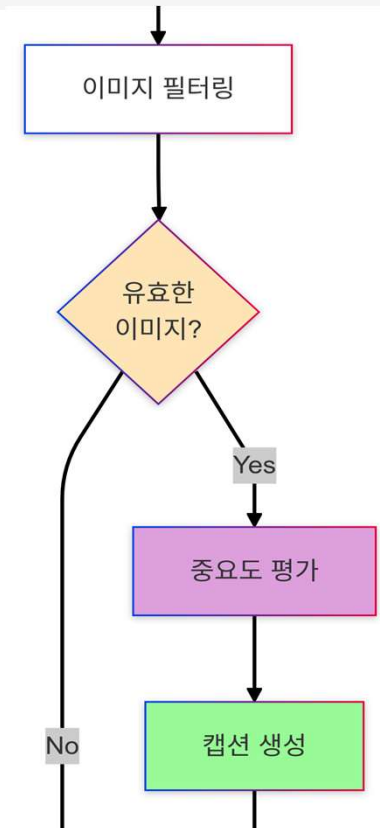 이미지 필터링
유효한
이미지?
Yes
중요도 평가
No
캡션 생성